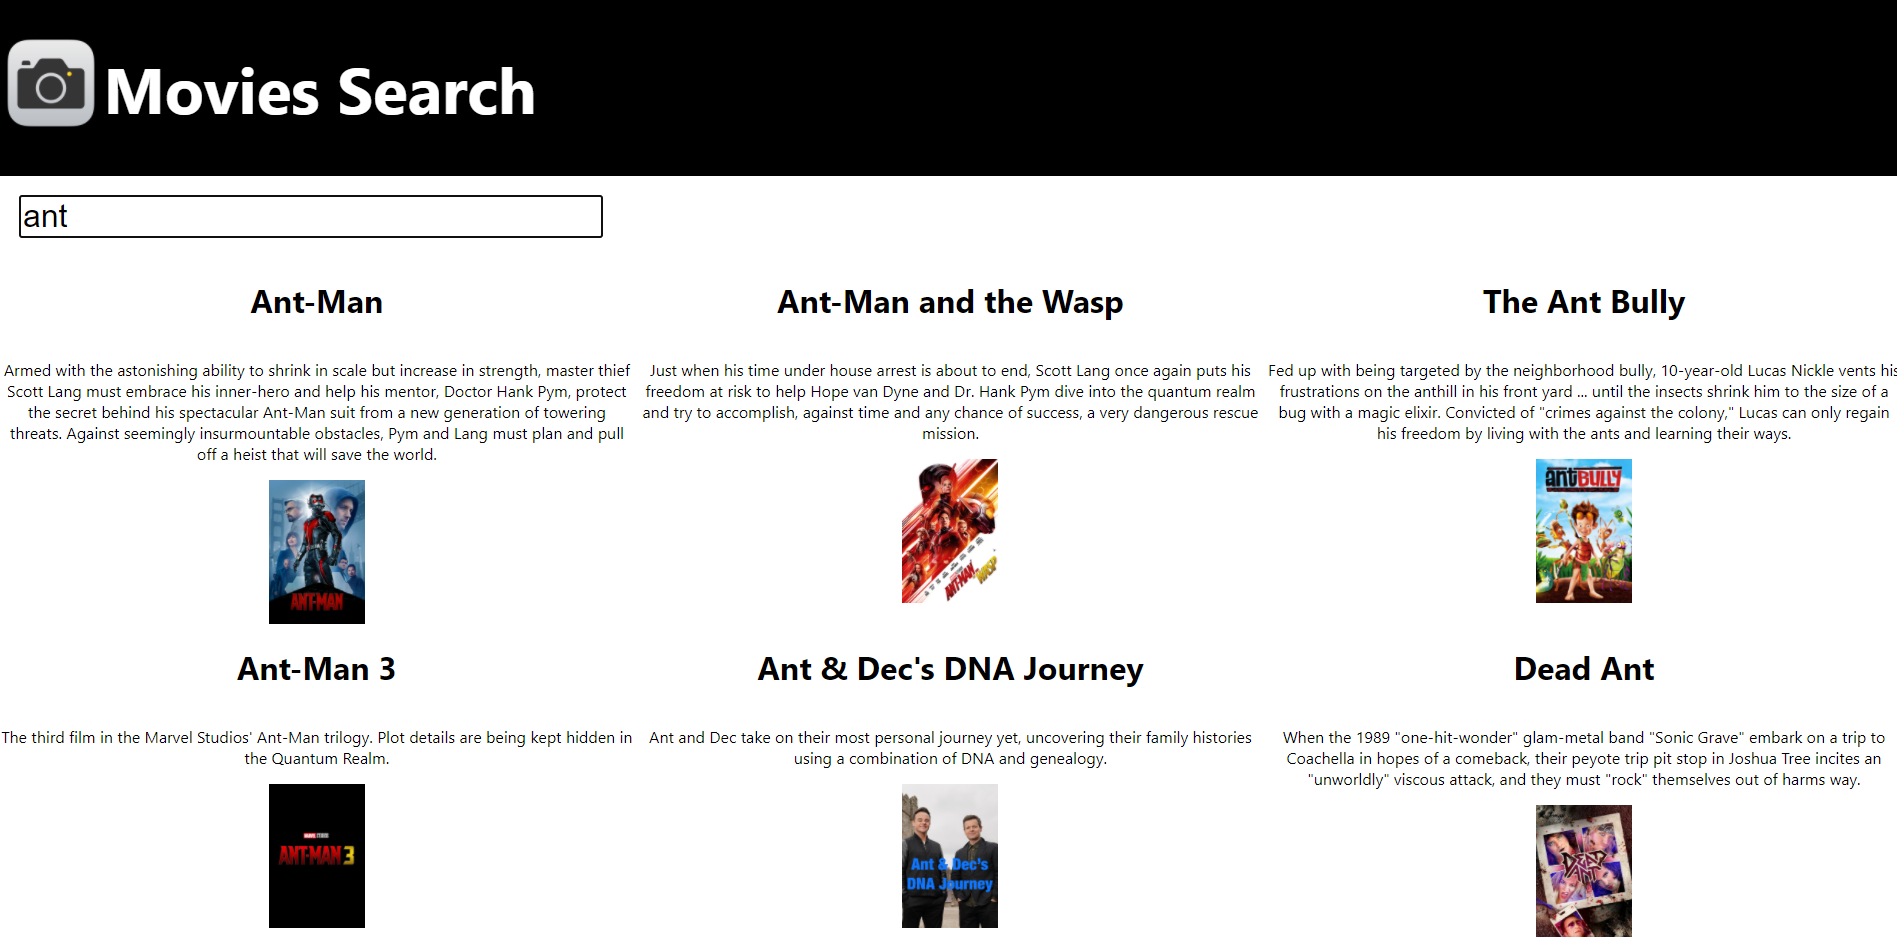 Movies Search
ant
Ant-Man
Armed with the astonishing ability to shrink in scale but increase in strength, master thief
Scott Lang must embrace his inner-hero and help his mentor, Doctor Hank Pym, protect
the secret behind his spectacular Ant-Man suit from a new generation of towering
threats. Against seemingly insurmountable obstacles, Pym and Lang must plan and pull
off a heist that will save the world.
ANT-MAN
Ant-Man and the Wasp
Just when his time under house arrest is about to end, Scott Lang once again puts his
freedom at risk to help Hope van Dyne and Dr. Hank Pym dive into the quantum realm
and try to accomplish, against time and any chance of success, a very dangerous rescue
mission.
ANT-MAN
WASP
The Ant Bully
Fed up with being targeted by the neighborhood bully, 10-year-old Lucas Nickle vents his
frustrations on the anthill in his front yard ... until the insects shrink him to the size of a
bug with a magic elixir. Convicted of "crimes against the colony," Lucas can only regain
his freedom by living with the ants and learning their ways.
antBULLY
Ant-Man 3
The third film in the Marvel Studios' Ant-Man trilogy. Plot details are being kept hidden in
the Quantum Realm.
MARVEL STUDIOS
ANT-MAN 3
Ant & Dec's DNA Journey
Ant and Dec take on their most personal journey yet, uncovering their family histories
using a combination of DNA and genealogy.
Ant & Dec's
DNA Journey
Dead Ant
When the 1989 "one-hit-wonder" glam-metal band "Sonic Grave" embark on a trip to
Coachella in hopes of a comeback, their peyote trip pit stop in Joshua Tree incites an
"unworldly" viscous attack, and they must "rock" themselves out of harms way.
DEAD
ANT